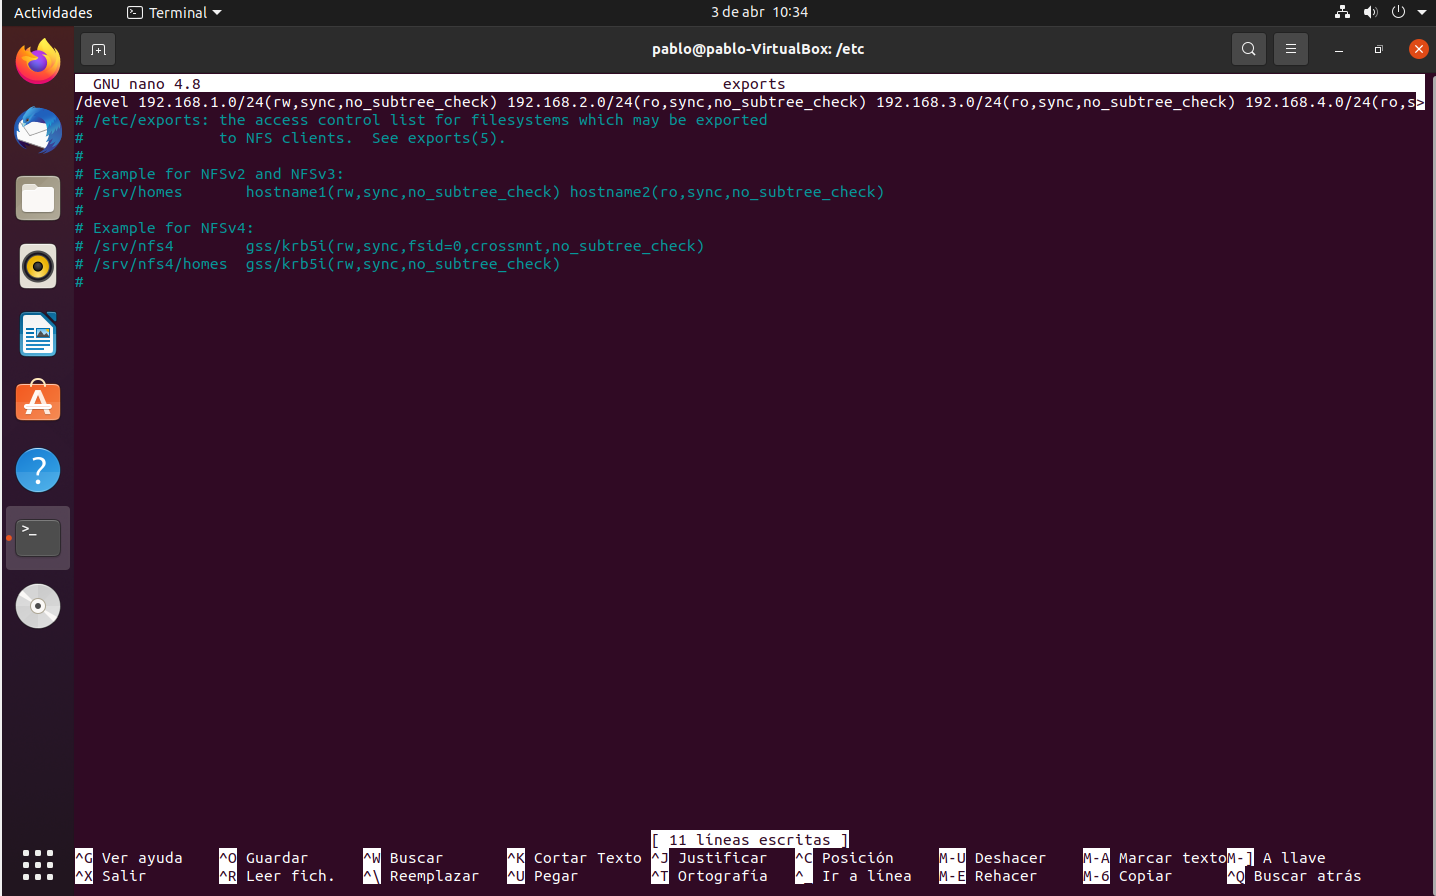 Actividades Terminal 3 de abr 10:34
pablo@pablo-VirtualBox: /etc
GNU nano 4.8 exports
/devel 192.168.1.0/24(rw,sync,no_subtree_check) 192.168.2.0/24(ro,sync,no_subtree_check) 192.168.3.0/24(ro,sync,no_subtree_check) 192.168.4.0/24(ro,s>
# /etc/exports: the access control list for filesystems which may be exported
#               to NFS clients.  See exports(5).
#
# Example for NFSv2 and NFSv3:
# /srv/homes       hostname1(rw,sync,no_subtree_check) hostname2(ro,sync,no_subtree_check)
#
# Example for NFSv4:
# /srv/nfs4        gss/krb5i(rw,sync,fsid=0,crossmnt,no_subtree_check)
# /srv/nfs4/homes  gss/krb5i(rw,sync,no_subtree_check)
#
[ 11 líneas escritas ]
^G Ver ayuda ^O Guardar ^W Buscar ^K Cortar Texto ^J Justificar ^C Posición M-U Deshacer M-A Marcar texto M-] A llave
^X Salir ^R Leer fich. ^\ Reemplazar ^U Pegar ^T Ortografía ^_ Ir a línea M-E Rehacer M-6 Copiar ^Q Buscar atrás